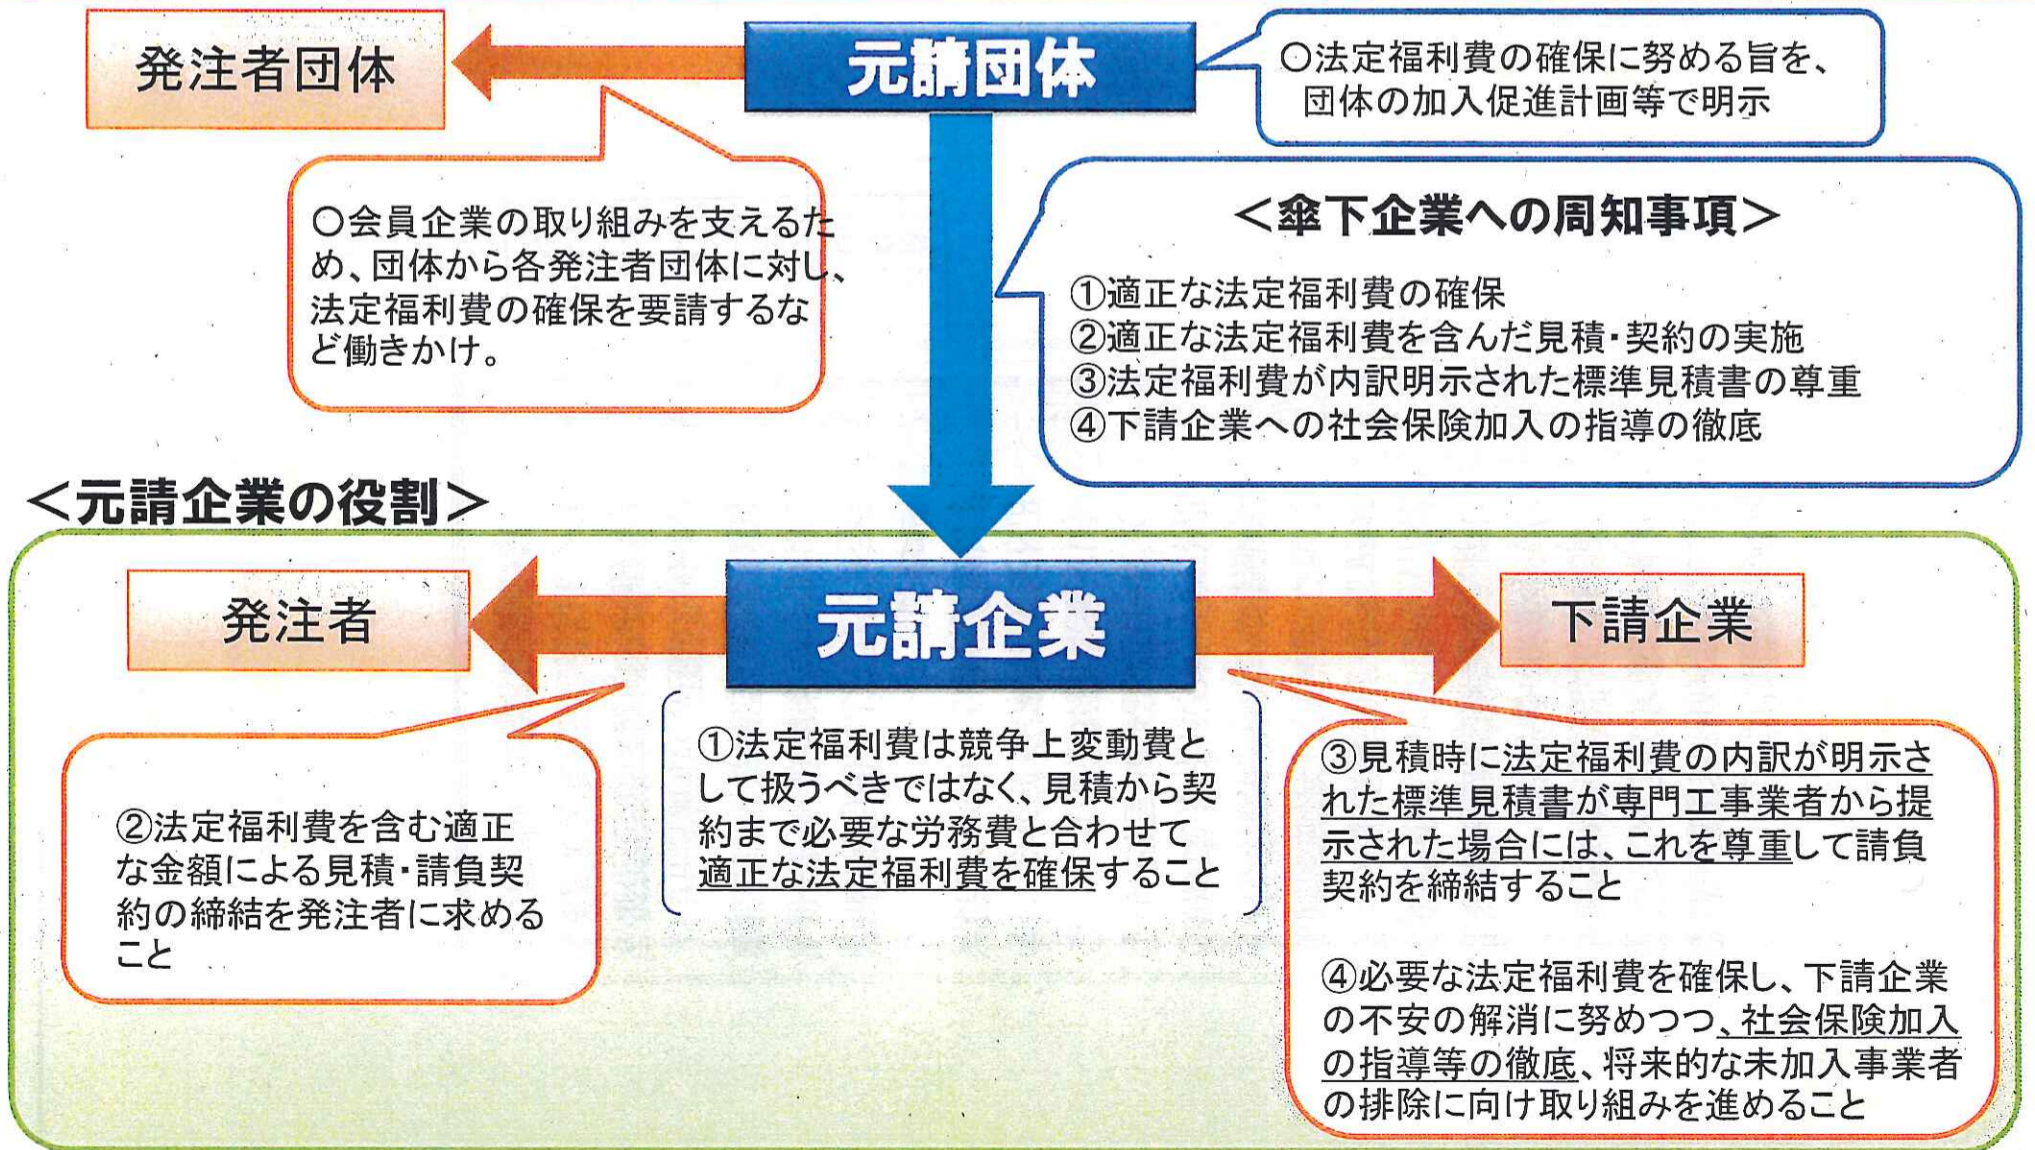 発注者団体
元請団体
〇法定福利費の確保に努める旨を、
団体の加入促進計画等で明示
〇会員企業の取り組みを支えるた
め、団体から各発注者団体に対し、
法定福利費の確保を要請するな
ど働きかけ。
＜傘下企業への周知事項＞
①適正な法定福利費の確保
②適正な法定福利費を含んだ見積・契約の実施
③法定福利費が内訳明示された標準見積書の尊重
④下請企業への社会保険加入の指導の徹底
＜元請企業の役割＞
発注者
元請企業
下請企業
②法定福利費を含む適正
な金額による見積・請負契
約の締結を発注者に求める
こと
①法定福利費は競争上変動費と
して扱うべきではなく、見積から契
約まで必要な労務費と合わせて
適正な法定福利費を確保すること
③見積時に法定福利費の内訳が明示さ
れた標準見積書が専門工事業者から提
示された場合には、これを尊重して請負
契約を締結すること
④必要な法定福利費を確保し、下請企業
の不安の解消に努めつつ、社会保険加入
の指導等の徹底、将来的な未加入事業者
の排除に向け取り組みを進めること